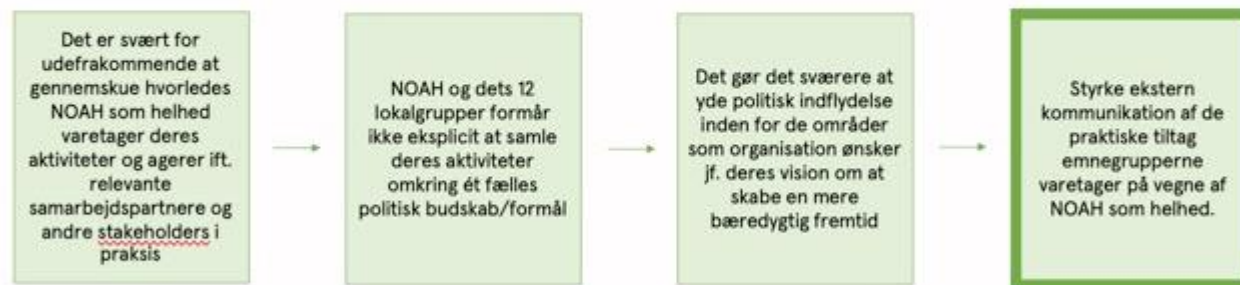 Det er svært for
udefrakommende at
gennemskue hvorledes
NOAH som helhed
varetager deres
aktiviteter og agerer ift.
relevante
samarbejdspartnere og
andre stakeholders i
praksis
NOAH og dets 12
lokalgrupper formår
ikke eksplicit at samle
deres aktiviteter
omkring ét fælles
politisk budskab/formål
Det gør det sværere at
yde politisk indflydelse
inden for de områder
som organisation ønsker
jf. deres vision om at
skabe en mere
bæredygtig fremtid
Styrke ekstern
kommunikation af de
praktiske tiltag
emnegrupperne
varetager på vegne af
NOAH som helhed.